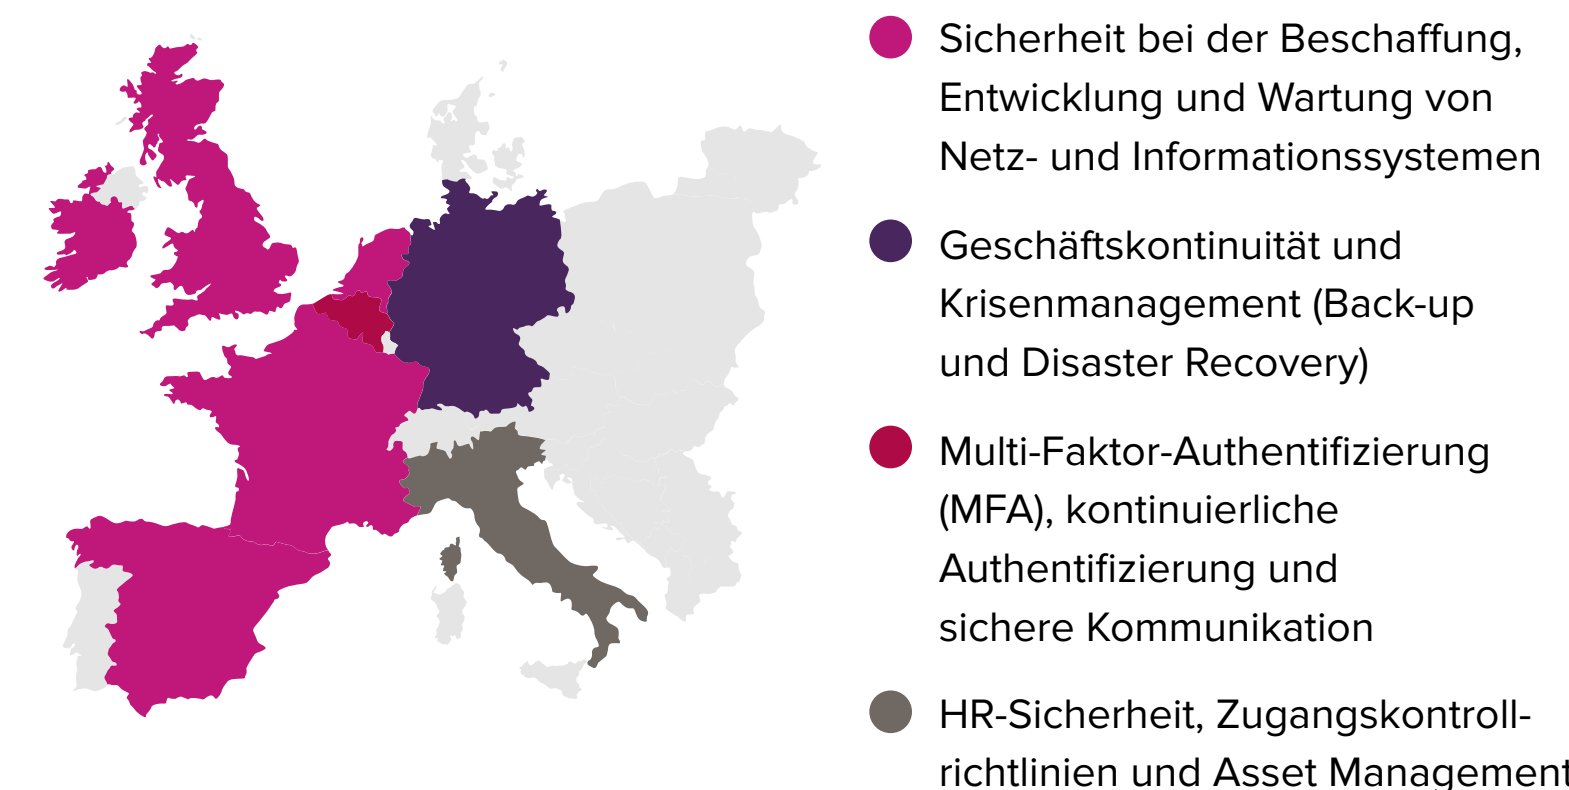 Sicherheit bei der Beschaffung,
Entwicklung und Wartung von
Netz- und Informationssystemen
Geschäftskontinuität und
Krisenmanagement (Back-up
und Disaster Recovery)
Multi-Faktor-Authentifizierung
(MFA), kontinuierliche
Authentifizierung und
sichere Kommunikation
HR-Sicherheit, Zugangskontroll-
richtlinien und Asset Management